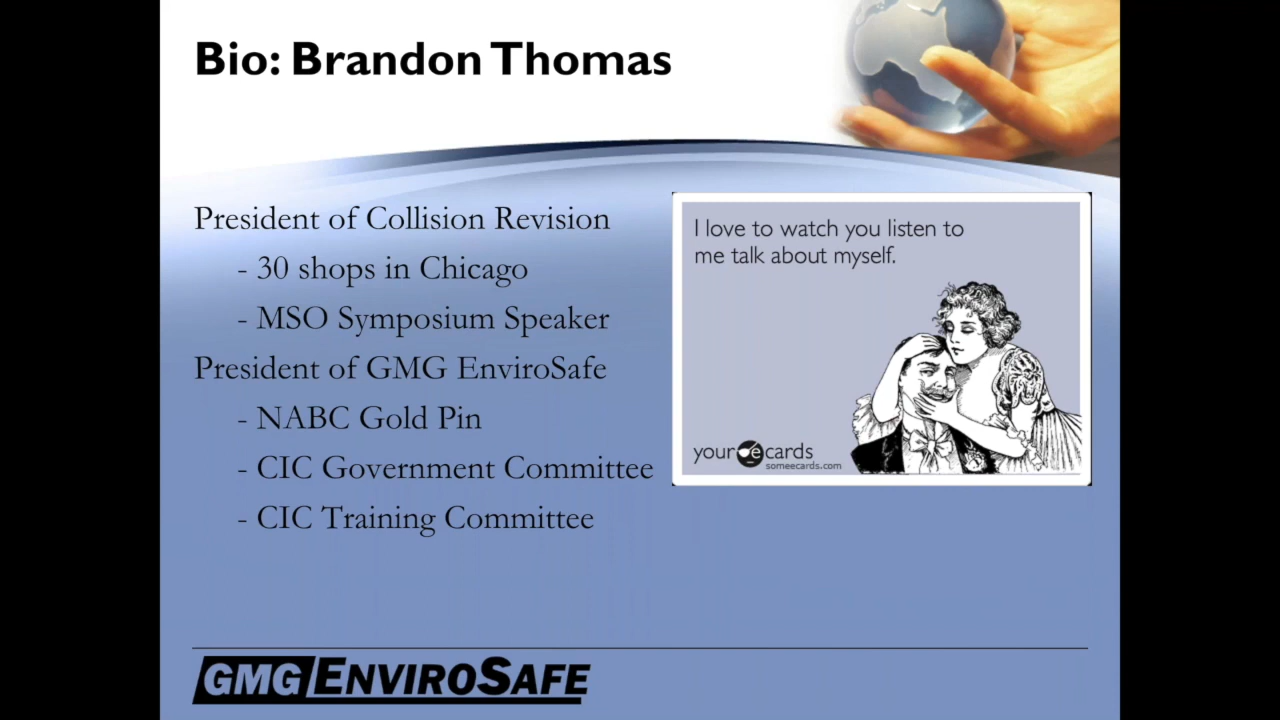 Bio: Brandon Thomas
President of Collision Revision
- 30 shops in Chicago
- MSO Symposium Speaker
President of GMG EnviroSafe
- NABC Gold Pin
- CIC Government Committee
- CIC Training Committee
I love to watch you listen to
me talk about myself.
your e cards
someecards.com
GMG ENVIROSAFE